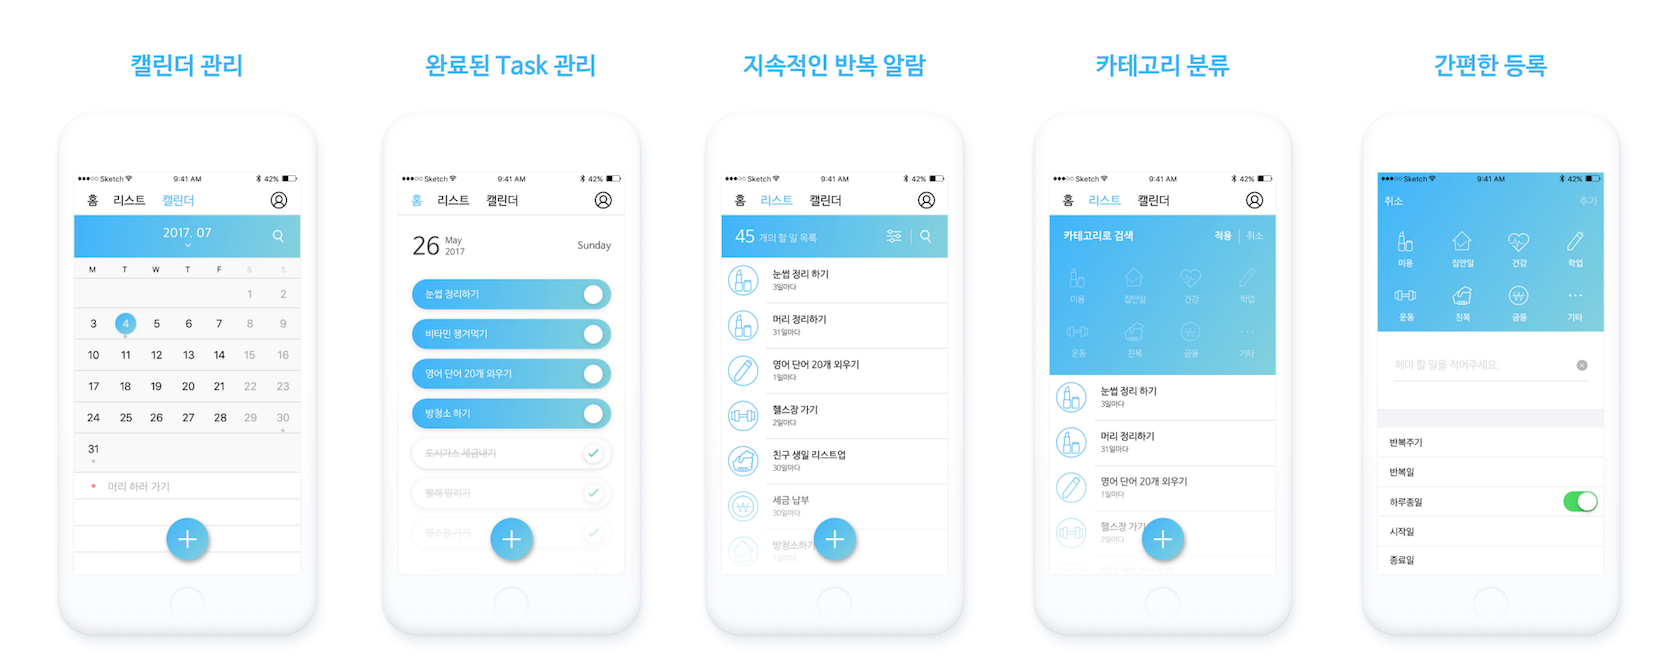 캘린더 관리
완료된 Task 관리
지속적인 반복 알람
카테고리 분류
간편한 등록
Sketch 9:41 AM 42%
홈 리스트 캘린더
2017. 07
M T W T F S S
1 2
3 4 5 6 7 8 9
10 11 12 13 14 15 16
17 18 19 20 21 22 23
24 25 26 27 28 29 30
31
머리 하러 가기
Sketch 9:41 AM 42%
홈 리스트 캘린더
26 May 2017 Sunday
눈썹 정리하기
비타민 챙겨먹기
영어 단어 20개 외우기
방청소 하기
도시가스 세금내기
빨래 말리기
헬스장 가기
Sketch 9:41 AM 42%
홈 리스트 캘린더
45 개의 할 일 목록
눈썹 정리 하기
3일마다
머리 정리하기
31일마다
영어 단어 20개 외우기
1일마다
헬스장 가기
2일마다
친구 생일 리스트업
30일마다
세금 납부
30일마다
방청소하기
1일마다
Sketch 9:41 AM 42%
홈 리스트 캘린더
카테고리로 검색 적용 취소
미용 집안일 건강 학업
운동 친목 금융 기타
눈썹 정리 하기
3일마다
머리 정리하기
31일마다
영어 단어 20개 외우기
1일마다
헬스장 가기
2일마다
Sketch 9:41 AM 42%
취소 추가
미용 집안일 건강 학업
운동 친목 금융 기타
해야 할 일을 적어주세요.
반복주기
반복일
하루종일
시작일
종료일